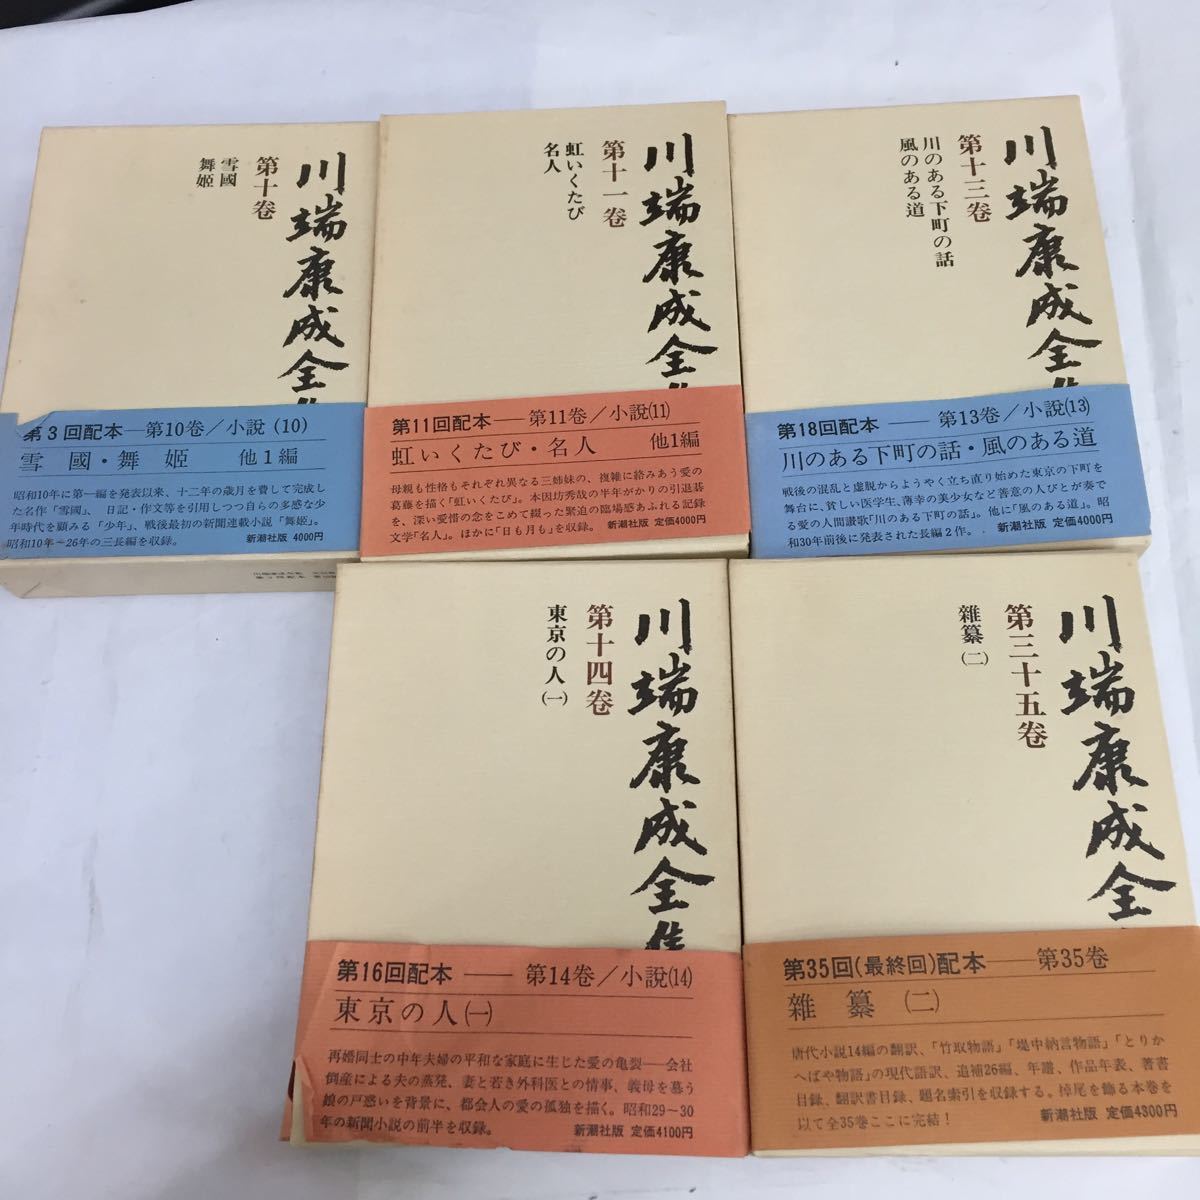 川端康成全集
第十卷
雪國
舞姬
第3回配本—第10巻／小説(10)
雪國・舞姬 他1編
昭和10年に第一編を発表以来、十二年の歳月を費して完成し
た名作「雪國」、日記・作文等を引用しつつ自らの多感な少
年時代を顧みる「少年」、戦後最初の新聞連載小説「舞姫」。
昭和10年〜26年の三長編を収録。
新潮社版 4000円
川端康成全
第十一卷
虹いくたび
名人
第11回配本——第11巻／小説(11)
虹いくたび・名人 他1編
母親も性格もそれぞれ異なる三姉妹の、複雑に絡みあう愛の
葛藤を描く「虹いくたび」。本因坊秀哉の半年がかりの引退碁
を、深い愛惜の念をこめて綴った緊迫の臨場感あふれる記録
文学「名人」。ほかに「日も月も」を収録。
新潮社版 定価4000円
川端康成全
第十三卷
川のある下町の話
風のある道
第18回配本——第13巻／小説(13)
川のある下町の話・風のある道
戦後の混乱と虚脱からようやく立ち直り始めた東京の下町を
舞台に、貧しい医学生、薄幸の美少女など善意の人びとが奏で
る愛の人間讃歌「川のある下町の話」。他に「風のある道」。昭
和30年前後に発表された長編2作。
新潮社版 定価4000円
川端康成全集
第十四卷
東京の人(一)
第16回配本——第14巻／小説(14)
東京の人(一)
再婚同士の中年夫婦の平和な家庭に生じた愛の亀裂——会社
倒産による夫の蒸発、妻と若き外科医との情事、義母を慕う
娘の戸惑いを背景に、都会人の愛の孤独を描く。昭和29〜30
年の新聞小説の前半を収録。
新潮社版 定価4100円
川端康成全
第三十五卷
雜纂(二)
第35回(最終回)配本——第35巻
雜纂(二)
唐代小説14編の翻訳、「竹取物語」「堤中納言物語」「とりか
へばや物語」の現代語訳、追補26編、年譜、作品年表、著書
目録、翻訳書目録、題名索引を収録する。掉尾を飾る本巻を
以て全35巻ここに完結！
新潮社版 定価4300円